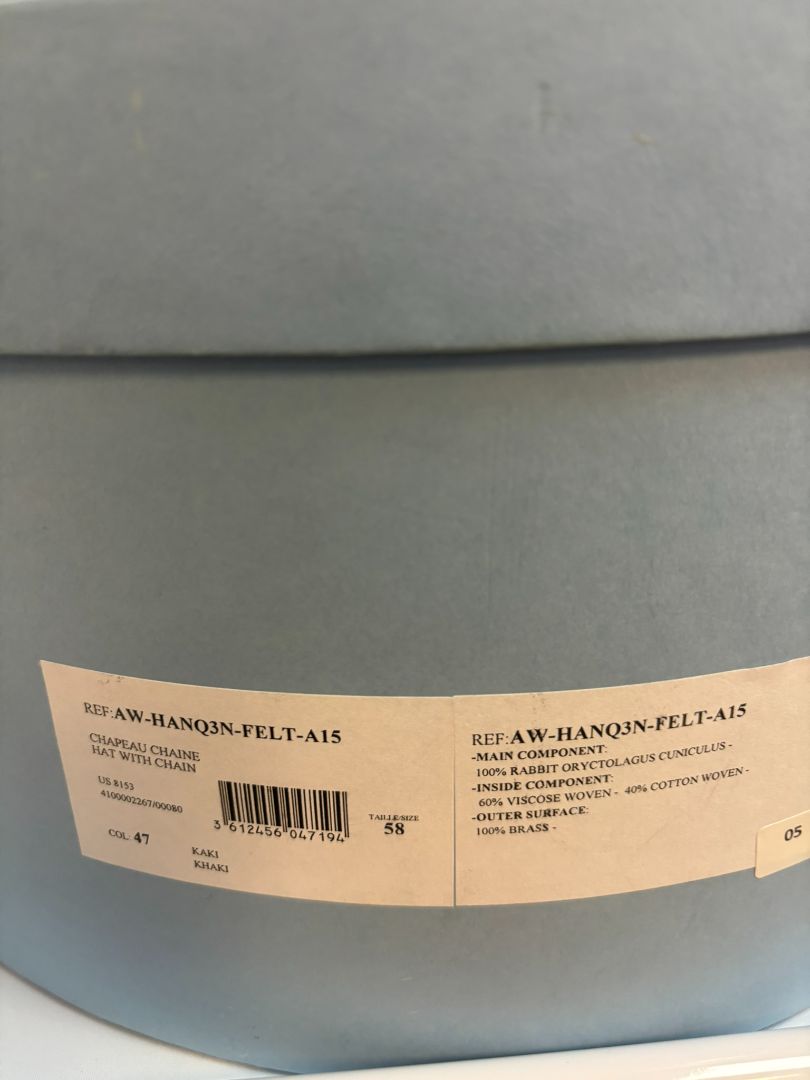 REF:AW-HANQ3N-FELT-A15
CHAPEAU CHAINE
HAT WITH CHAIN
US 8153
4100002267/00080
3 612456 047194
TAILLE/SIZE
58
COL: 47
KAKI
KHAKI
REF:AW-HANQ3N-FELT-A15
-MAIN COMPONENT:
100% RABBIT ORYCTOLAGUS CUNICULUS -
-INSIDE COMPONENT:
60% VISCOSE WOVEN - 40% COTTON WOVEN -
-OUTER SURFACE:
100% BRASS -
05